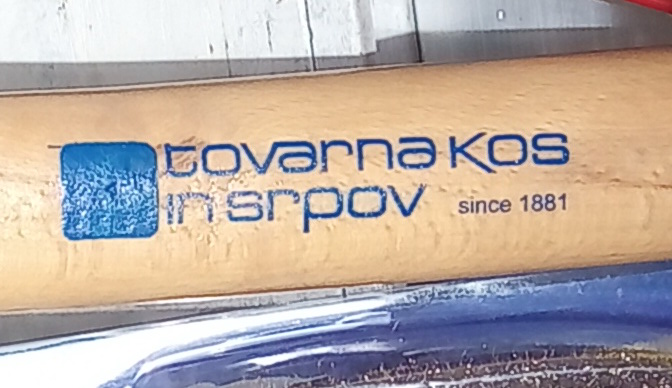 tovarna kos
in srpov
since 1881